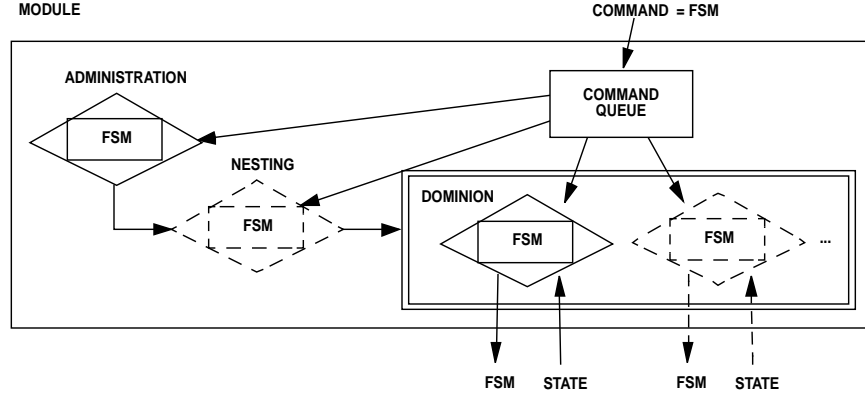 MODULE
COMMAND = FSM
ADMINISTRATION
COMMAND
QUEUE
FSM
NESTING
DOMINION
FSM
FSM
FSM
...
FSM
STATE
FSM
STATE